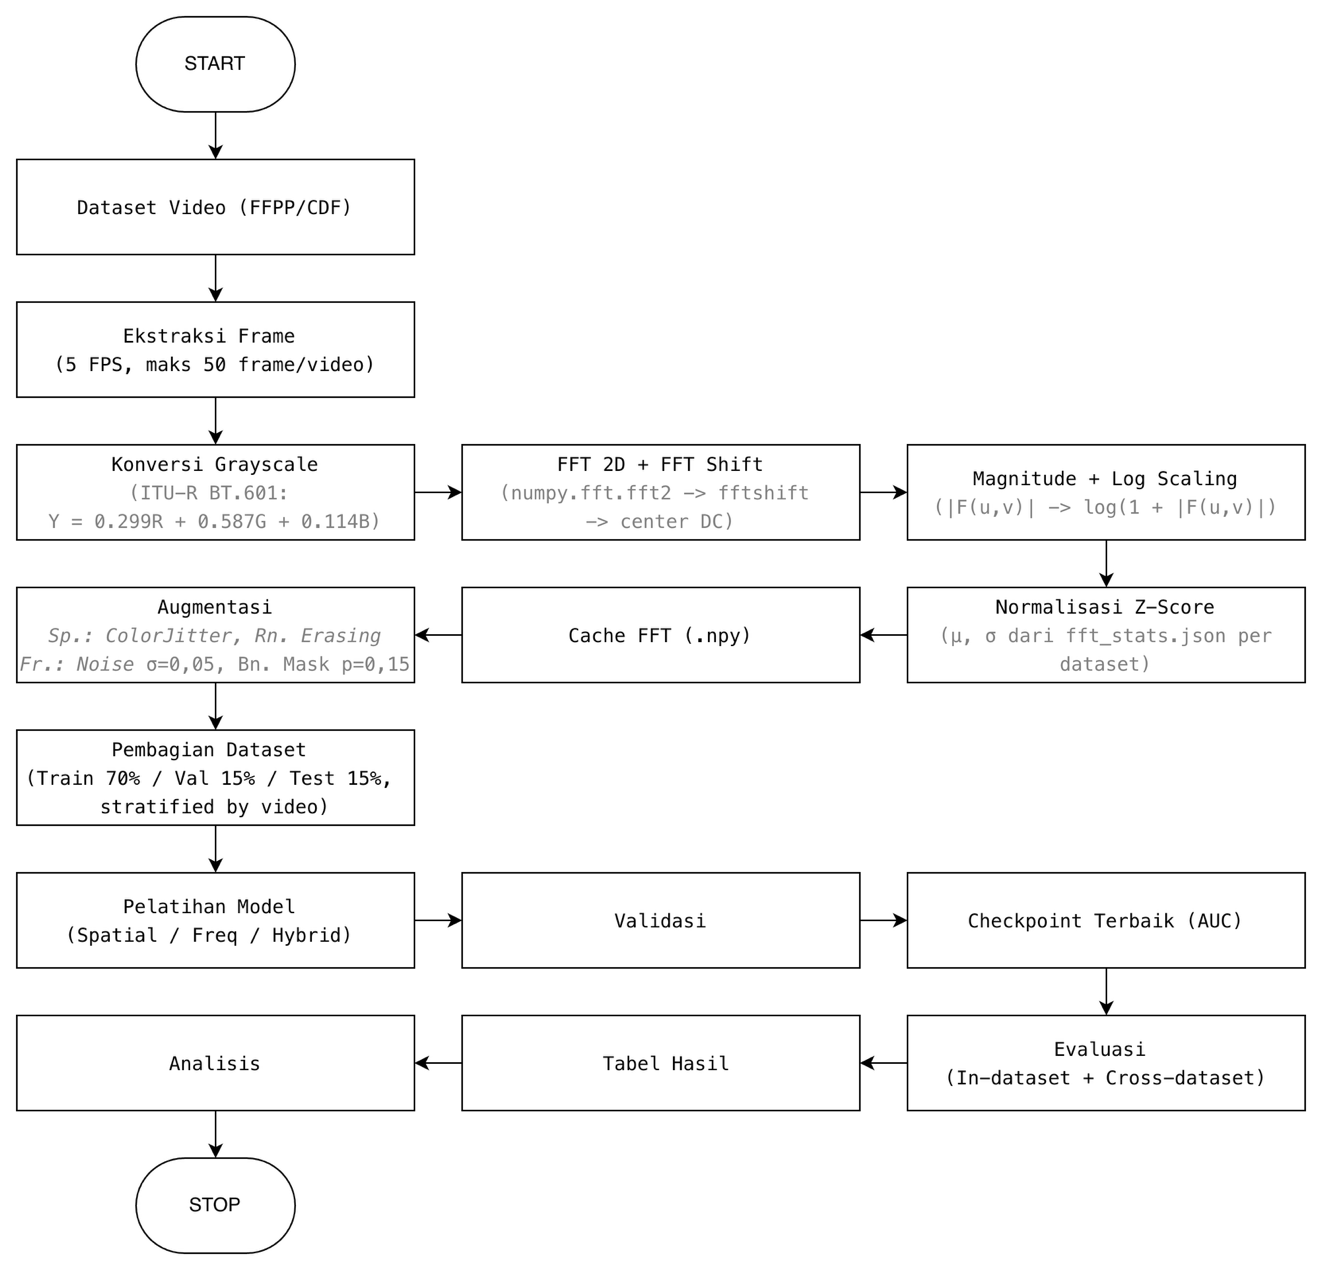 START
Dataset Video (FFPP/CDF)
Ekstraksi Frame
(5 FPS, maks 50 frame/video)
Konversi Grayscale
(ITU-R BT.601:
Y = 0.299R + 0.587G + 0.114B)
FFT 2D + FFT Shift
(numpy.fft.fft2 -> fftshift
-> center DC)
Magnitude + Log Scaling
(|F(u,v)| -> log(1 + |F(u,v)|)
Normalisasi Z-Score
(μ, σ dari fft_stats.json per
dataset)
Cache FFT (.npy)
Augmentasi
Sp.: ColorJitter, Rn. Erasing
Fr.: Noise σ=0,05, Bn. Mask p=0,15
Pembagian Dataset
(Train 70% / Val 15% / Test 15%,
stratified by video)
Pelatihan Model
(Spatial / Freq / Hybrid)
Validasi
Checkpoint Terbaik (AUC)
Evaluasi
(In-dataset + Cross-dataset)
Tabel Hasil
Analisis
STOP